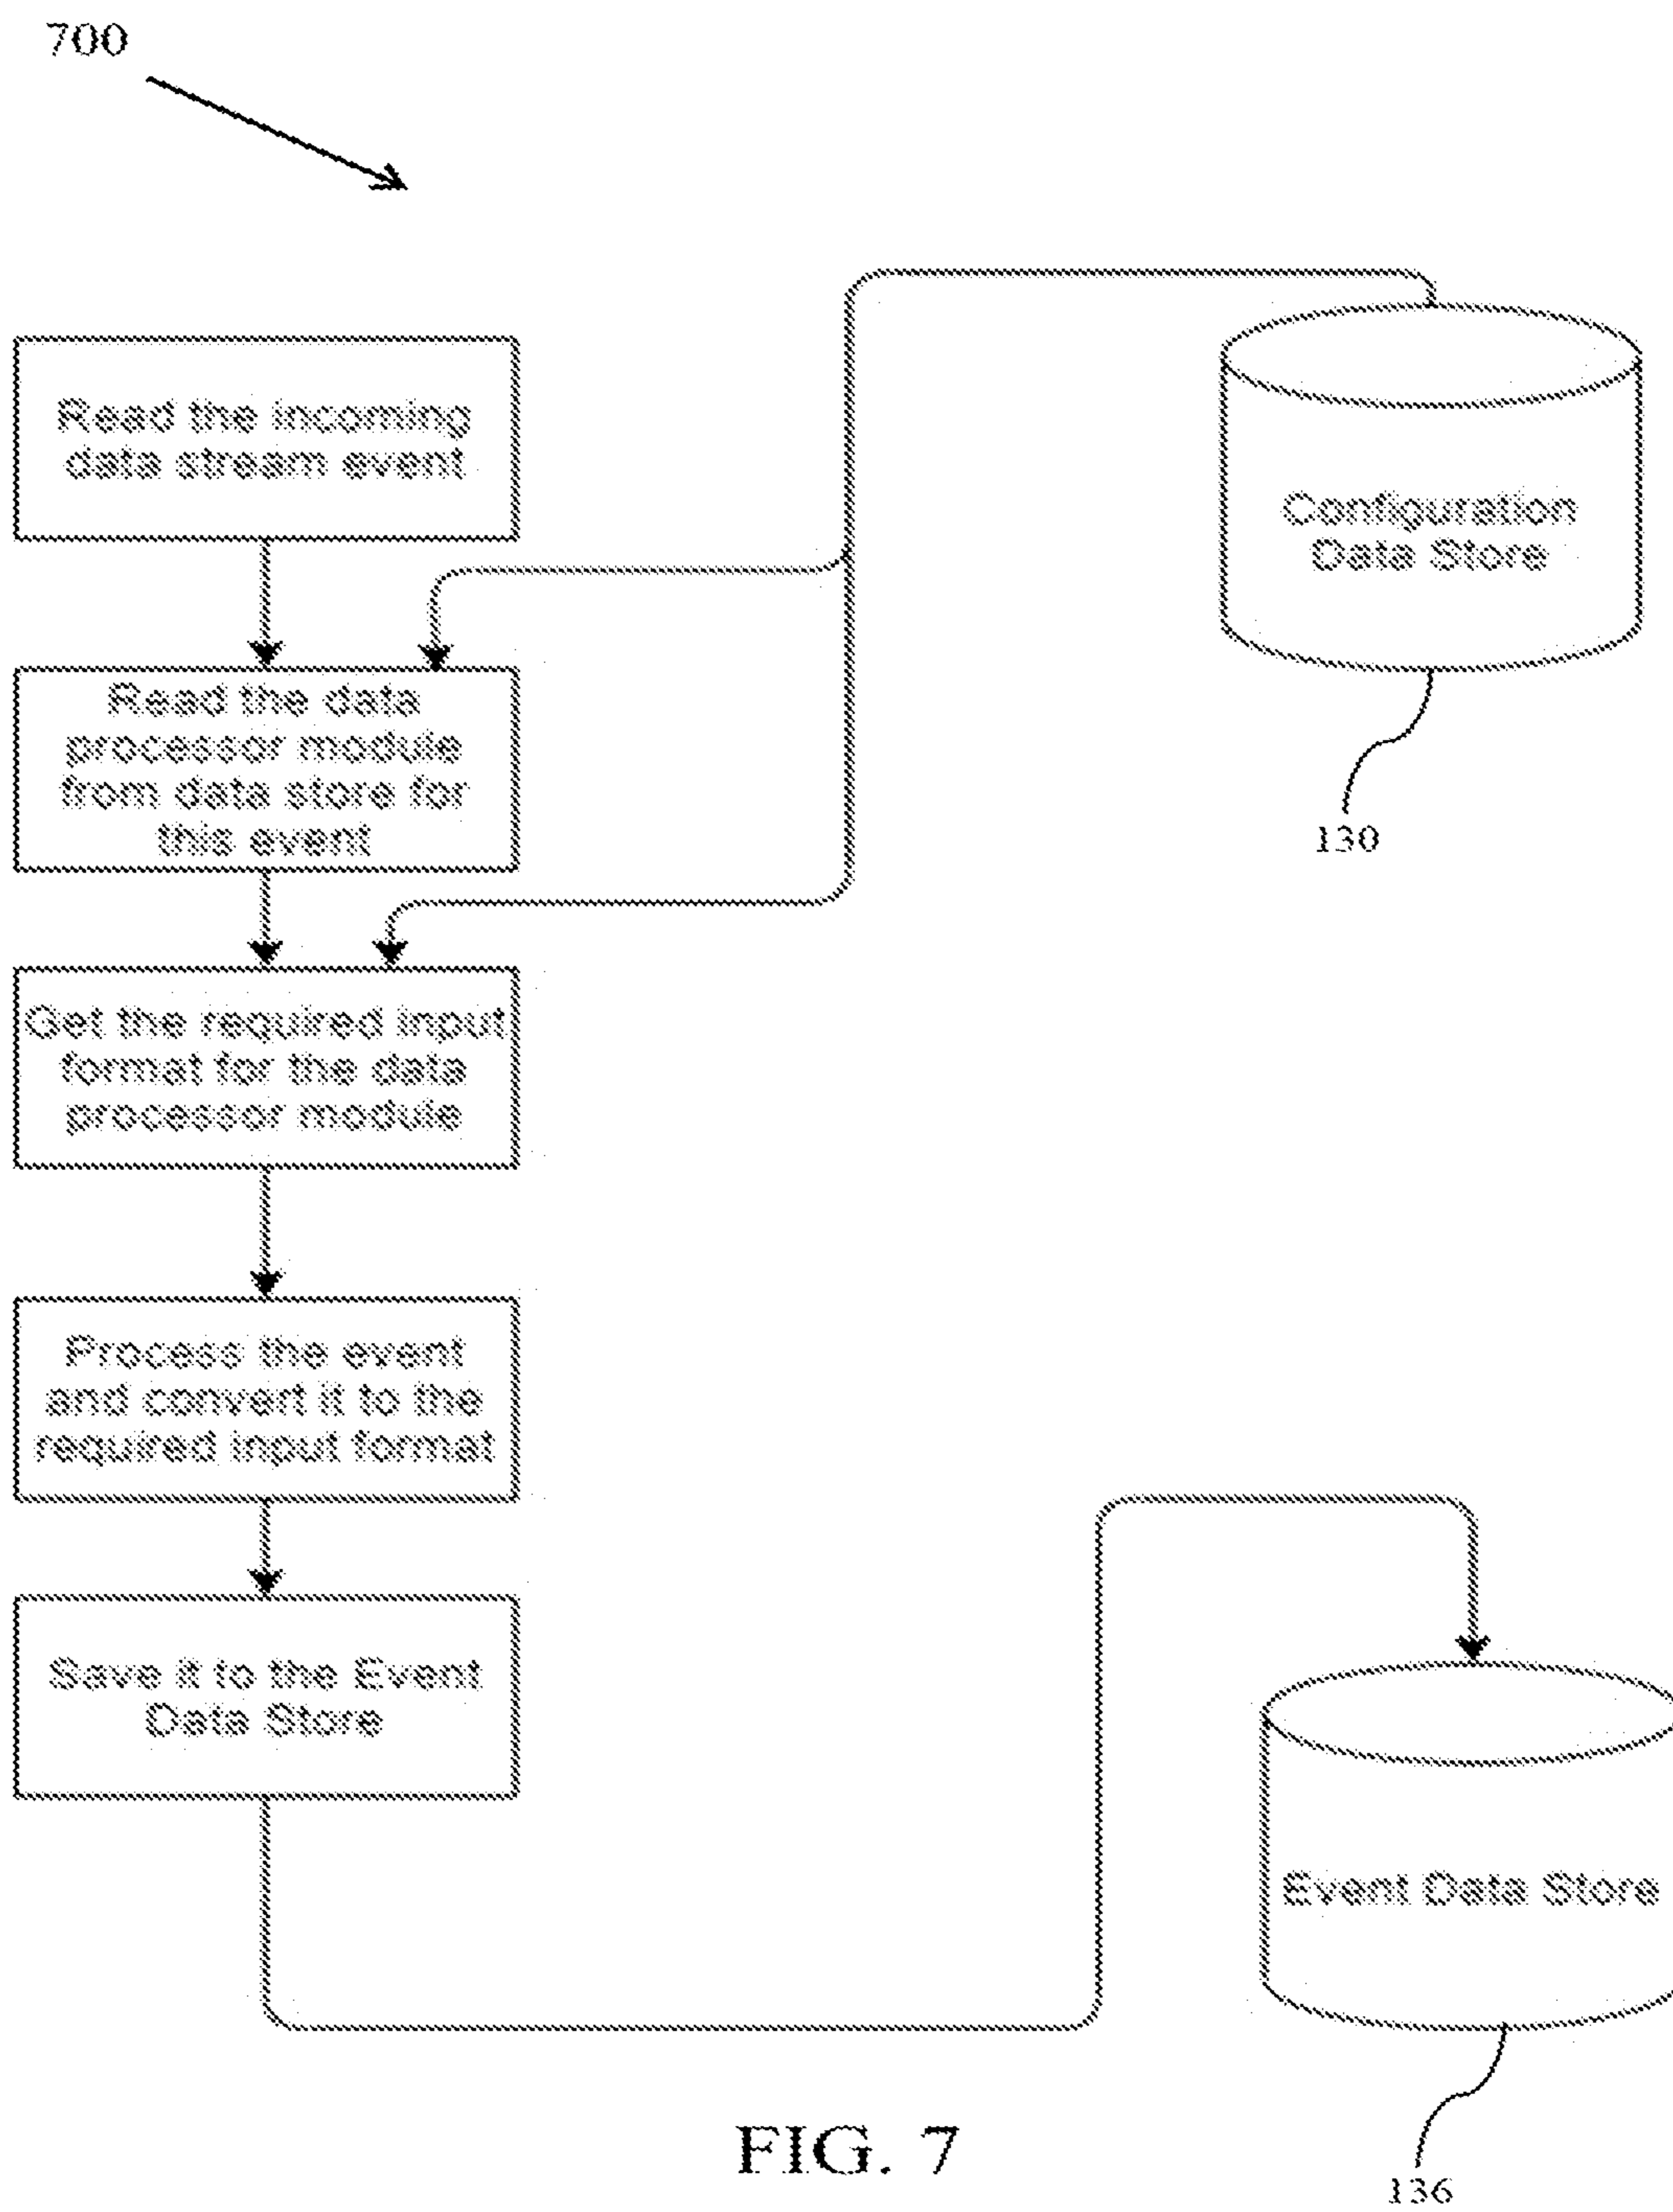 700
Read the incoming
data stream event
Configuration
Data Store
130
Read the data
processor module
from data store for
this event
Get the required input
format for the data
processor module
Process the event
and convert it to the
required input format
Save it to the Event
Data Store
Event Data Store
136
FIG. 7